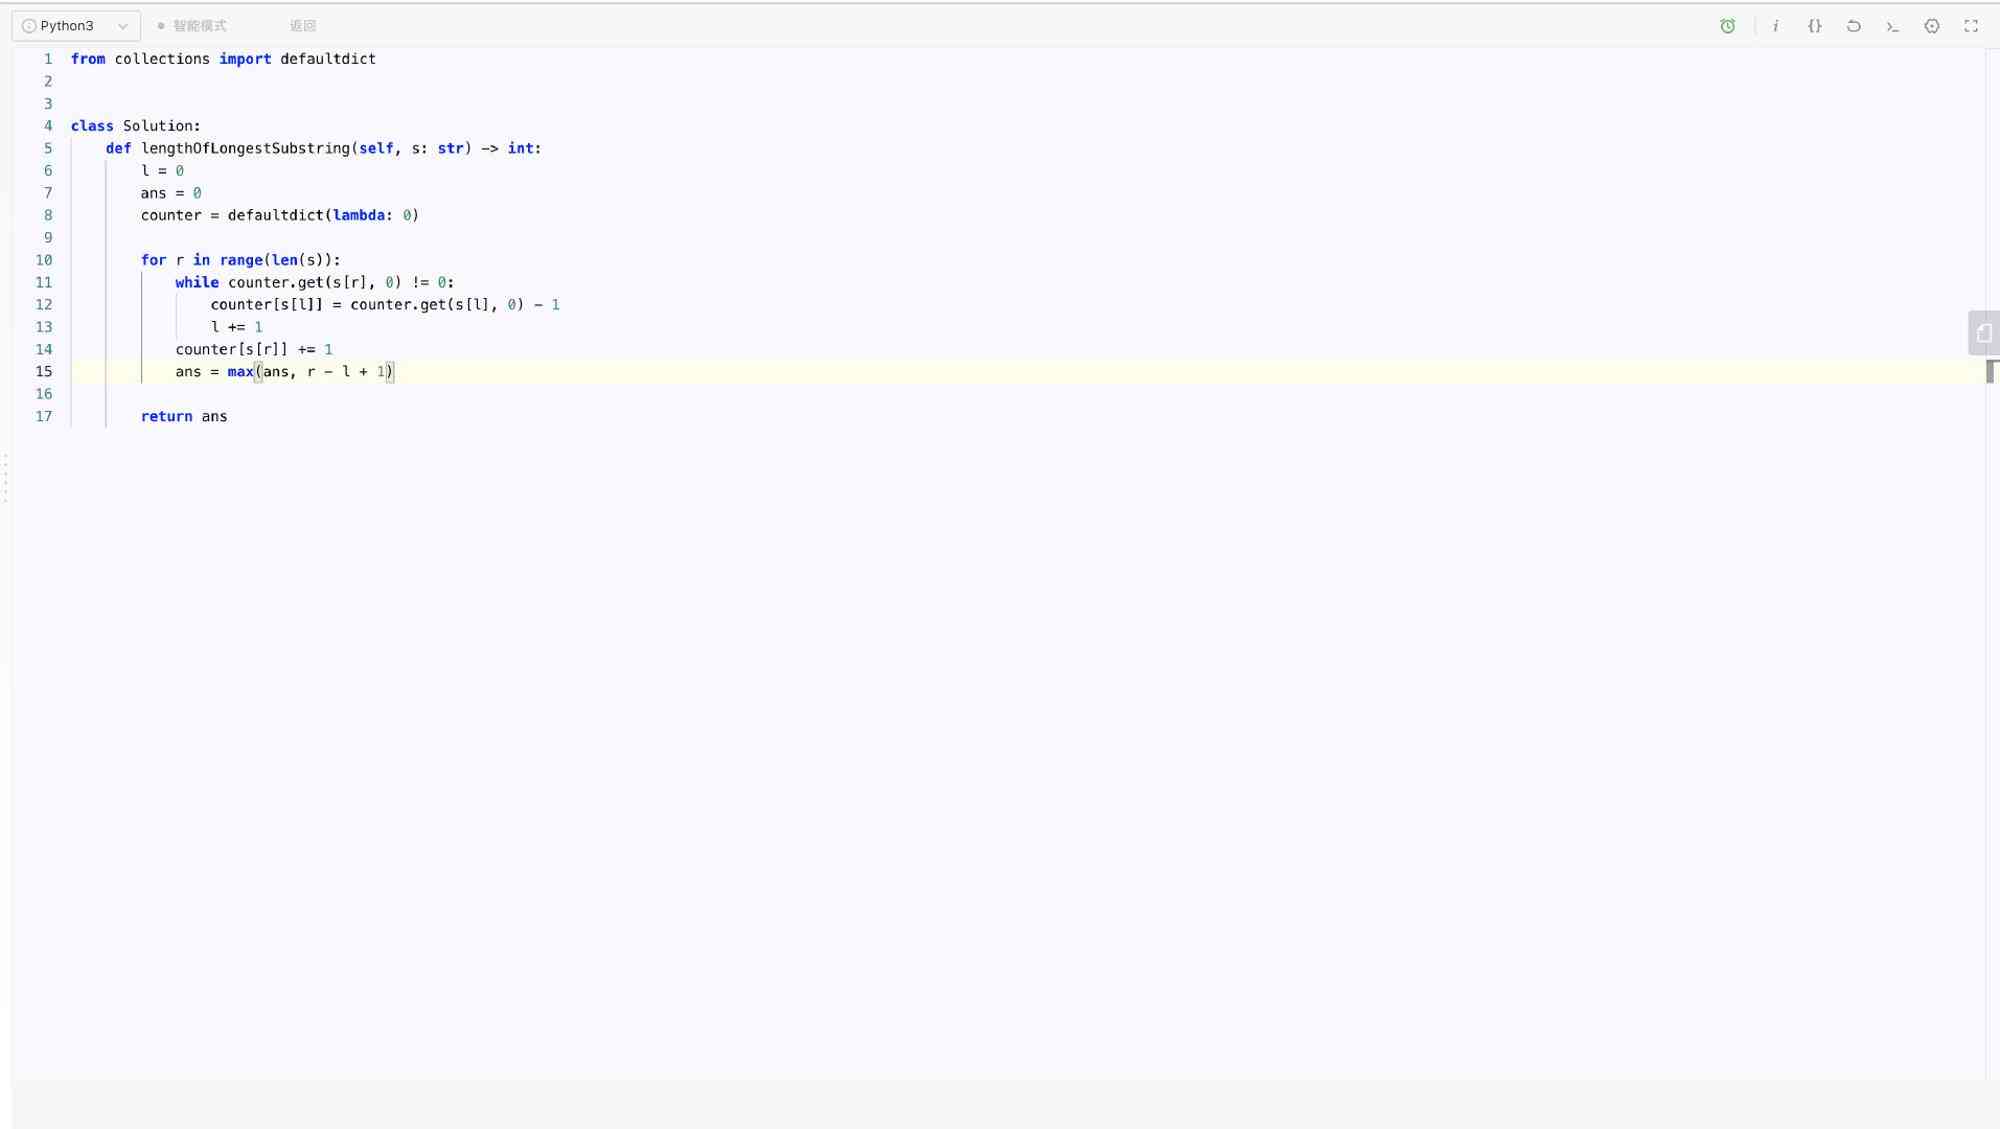 Python3 智能模式 返回
1 from collections import defaultdict
2
3
4 class Solution:
5     def lengthOfLongestSubstring(self, s: str) -> int:
6         l = 0
7         ans = 0
8         counter = defaultdict(lambda: 0)
9
10         for r in range(len(s)):
11             while counter.get(s[r], 0) != 0:
12                 counter[s[l]] = counter.get(s[l], 0) - 1
13                 l += 1
14             counter[s[r]] += 1
15             ans = max(ans, r - l + 1)
16
17         return ans